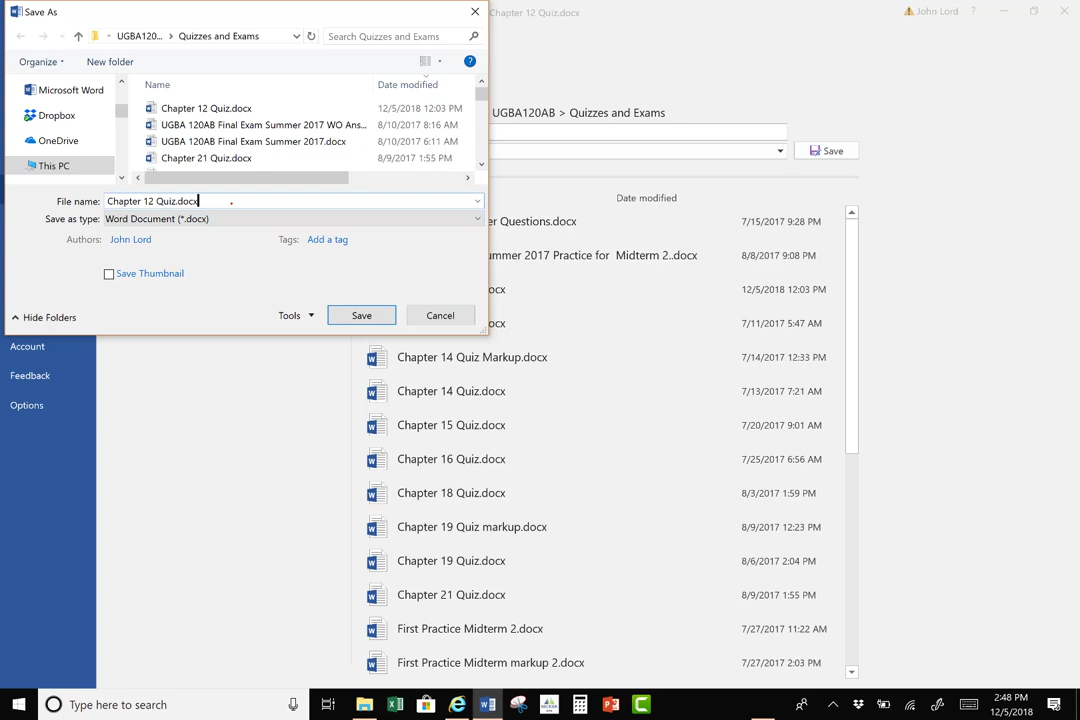 Save As
Chapter 12 Quiz.docx
John Lord ?
UGBA120... > Quizzes and Exams
Search Quizzes and Exams
Organize
New folder
?
Name
Date modified
Microsoft Word
Dropbox
OneDrive
This PC
Chapter 12 Quiz.docx 12/5/2018 12:03 PM
UGBA 120AB Final Exam Summer 2017 WO Ans... 8/10/2017 8:16 AM
UGBA 120AB Final Exam Summer 2017.docx 8/10/2017 6:11 AM
Chapter 21 Quiz.docx 8/9/2017 1:55 PM
UGBA120AB > Quizzes and Exams
Save
File name: Chapter 12 Quiz.docx
Save as type: Word Document (*.docx)
Authors: John Lord
Tags: Add a tag
Save Thumbnail
Hide Folders
Tools
Save
Cancel
Date modified
er Questions.docx 7/15/2017 9:28 PM
ummer 2017 Practice for Midterm 2..docx 8/8/2017 9:08 PM
ocx 12/5/2018 12:03 PM
ocx 7/11/2017 5:47 AM
Account
Feedback
Options
Chapter 14 Quiz Markup.docx 7/14/2017 12:33 PM
Chapter 14 Quiz.docx 7/13/2017 7:21 AM
Chapter 15 Quiz.docx 7/20/2017 9:01 AM
Chapter 16 Quiz.docx 7/25/2017 6:56 AM
Chapter 18 Quiz.docx 8/3/2017 1:59 PM
Chapter 19 Quiz markup.docx 8/9/2017 12:23 PM
Chapter 19 Quiz.docx 8/6/2017 2:04 PM
Chapter 21 Quiz.docx 8/9/2017 1:55 PM
First Practice Midterm 2.docx 7/27/2017 11:22 AM
First Practice Midterm markup 2.docx 7/27/2017 2:03 PM
Type here to search
2:48 PM
12/5/2018